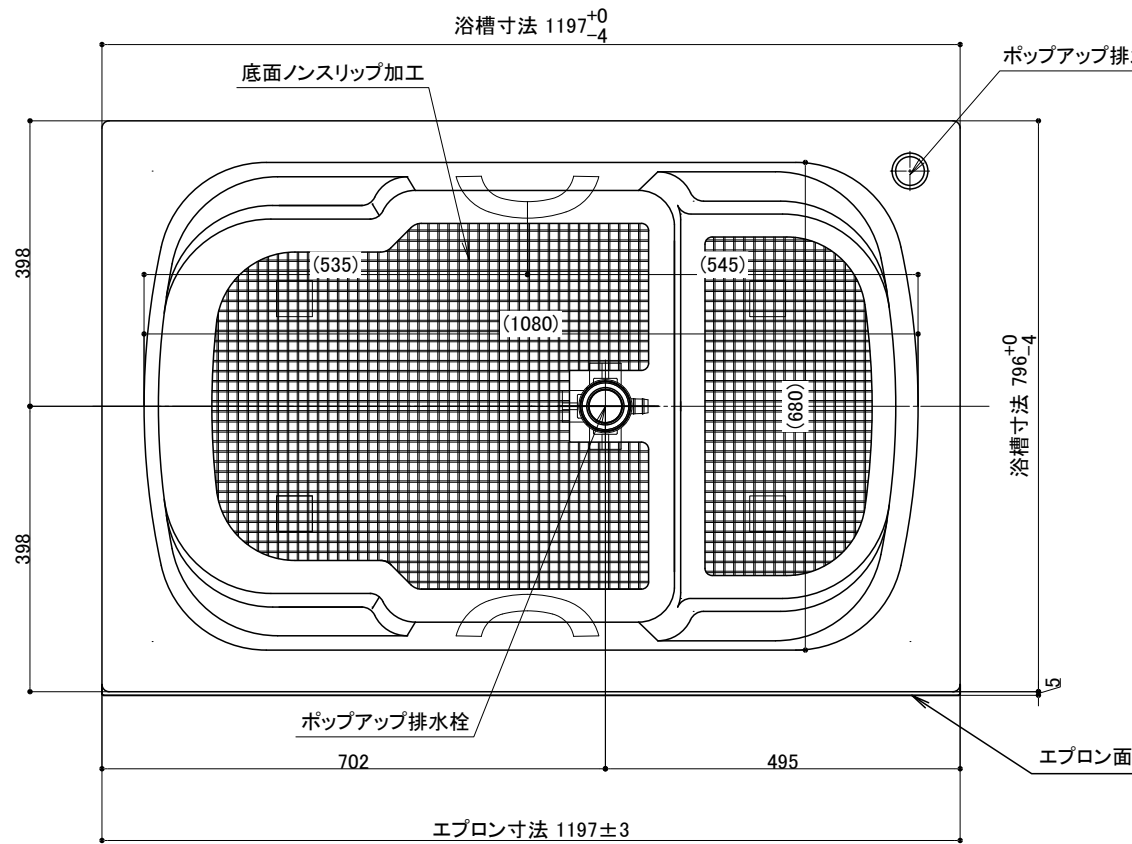 浴槽寸法 1197+0-4
ポップアップ排
底面ノンスリップ加工
398
(535)
(545)
(1080)
(680)
浴槽寸法 796+0-4
398
5
ポップアップ排水栓
702
495
エプロン面
エプロン寸法 1197±3